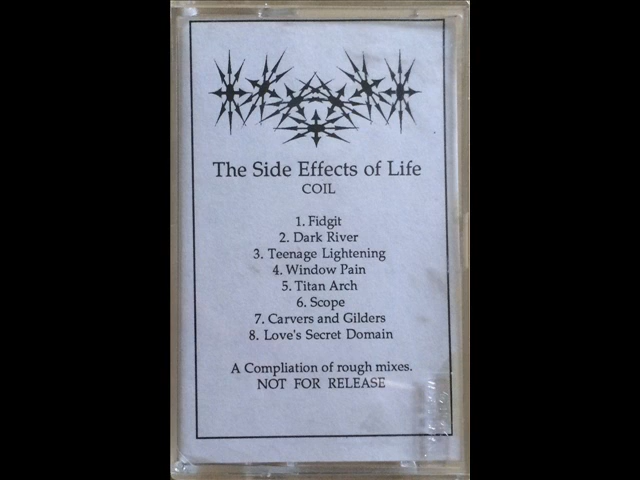 The Side Effects of Life
COIL
1. Fidgit
2. Dark River
3. Teenage Lightening
4. Window Pain
5. Titan Arch
6. Scope
7. Carvers and Gilders
8. Love's Secret Domain
A Compliation of rough mixes.
NOT FOR RELEASE